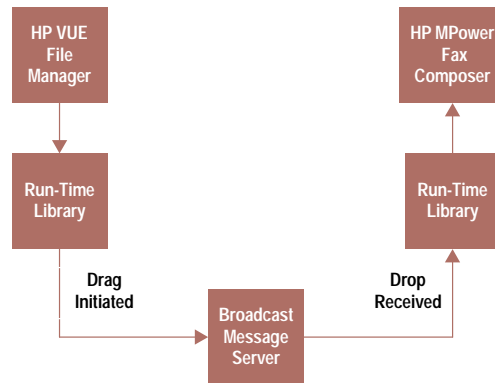 HP VUE
File
Manager
HP MPower
Fax
Composer
Run-Time
Library
Run-Time
Library
Drag
Initiated
Drop
Received
Broadcast
Message
Server